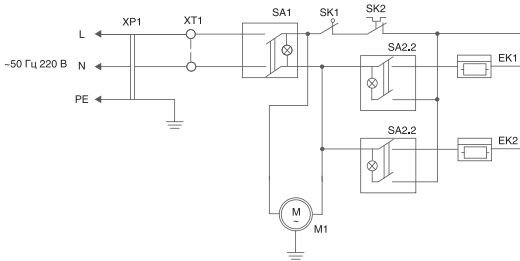 XP1
XT1
SA1
SK1
SK2
L
SA2.2
~50 Гц 220 В
N
EK1
PE
SA2.2
EK2
M
~
M1